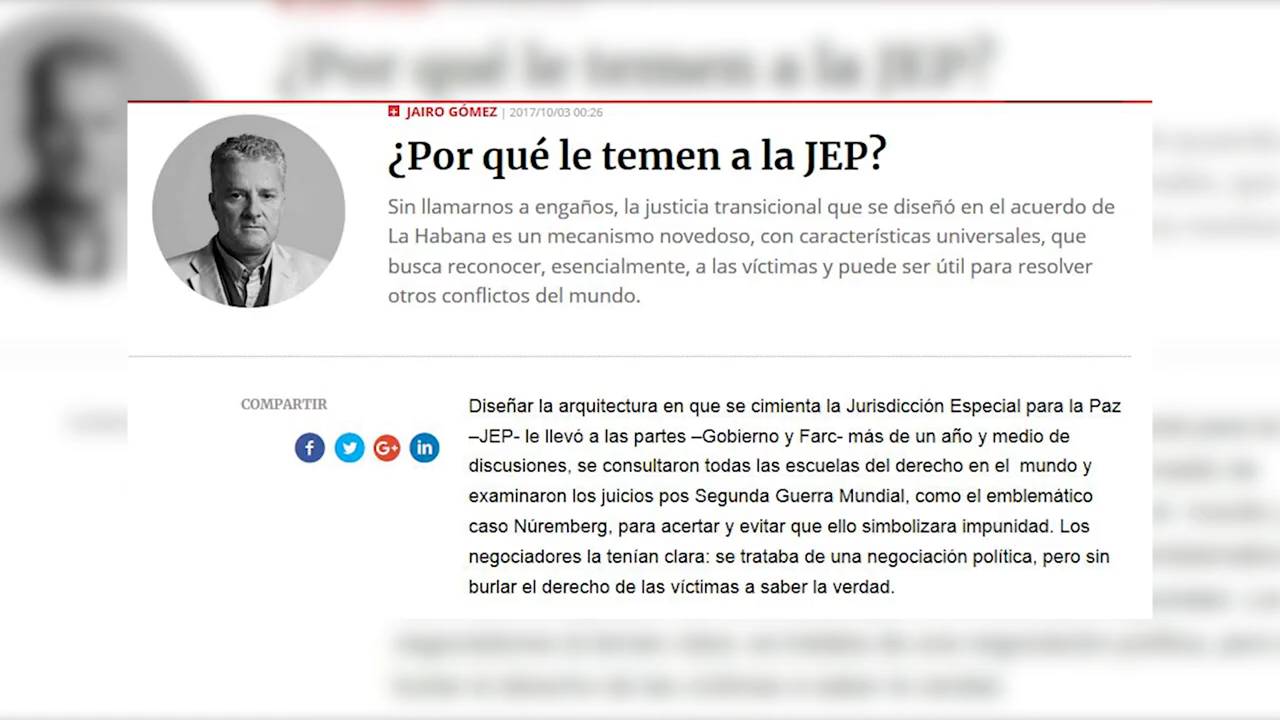 JAIRO GÓMEZ | 2017/10/03 00:26
¿Por qué le temen a la JEP?
Sin llamarnos a engaños, la justicia transicional que se diseñó en el acuerdo de
La Habana es un mecanismo novedoso, con características universales, que
busca reconocer, esencialmente, a las víctimas y puede ser útil para resolver
otros conflictos del mundo.
COMPARTIR
Diseñar la arquitectura en que se cimienta la Jurisdicción Especial para la Paz
–JEP- le llevó a las partes –Gobierno y Farc- más de un año y medio de
discusiones, se consultaron todas las escuelas del derecho en el mundo y
examinaron los juicios pos Segunda Guerra Mundial, como el emblemático
caso Núremberg, para acertar y evitar que ello simbolizara impunidad. Los
negociadores la tenían clara: se trataba de una negociación política, pero sin
burlar el derecho de las víctimas a saber la verdad.